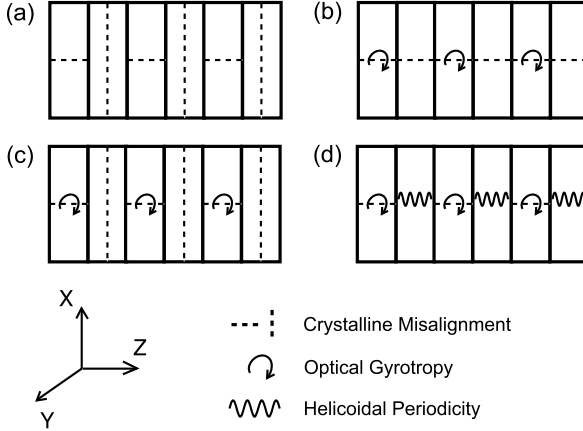 (a)
(b)
(c)
(d)
X
Z
Y
Crystalline Misalignment
Optical Gyrotropy
Helicoidal Periodicity